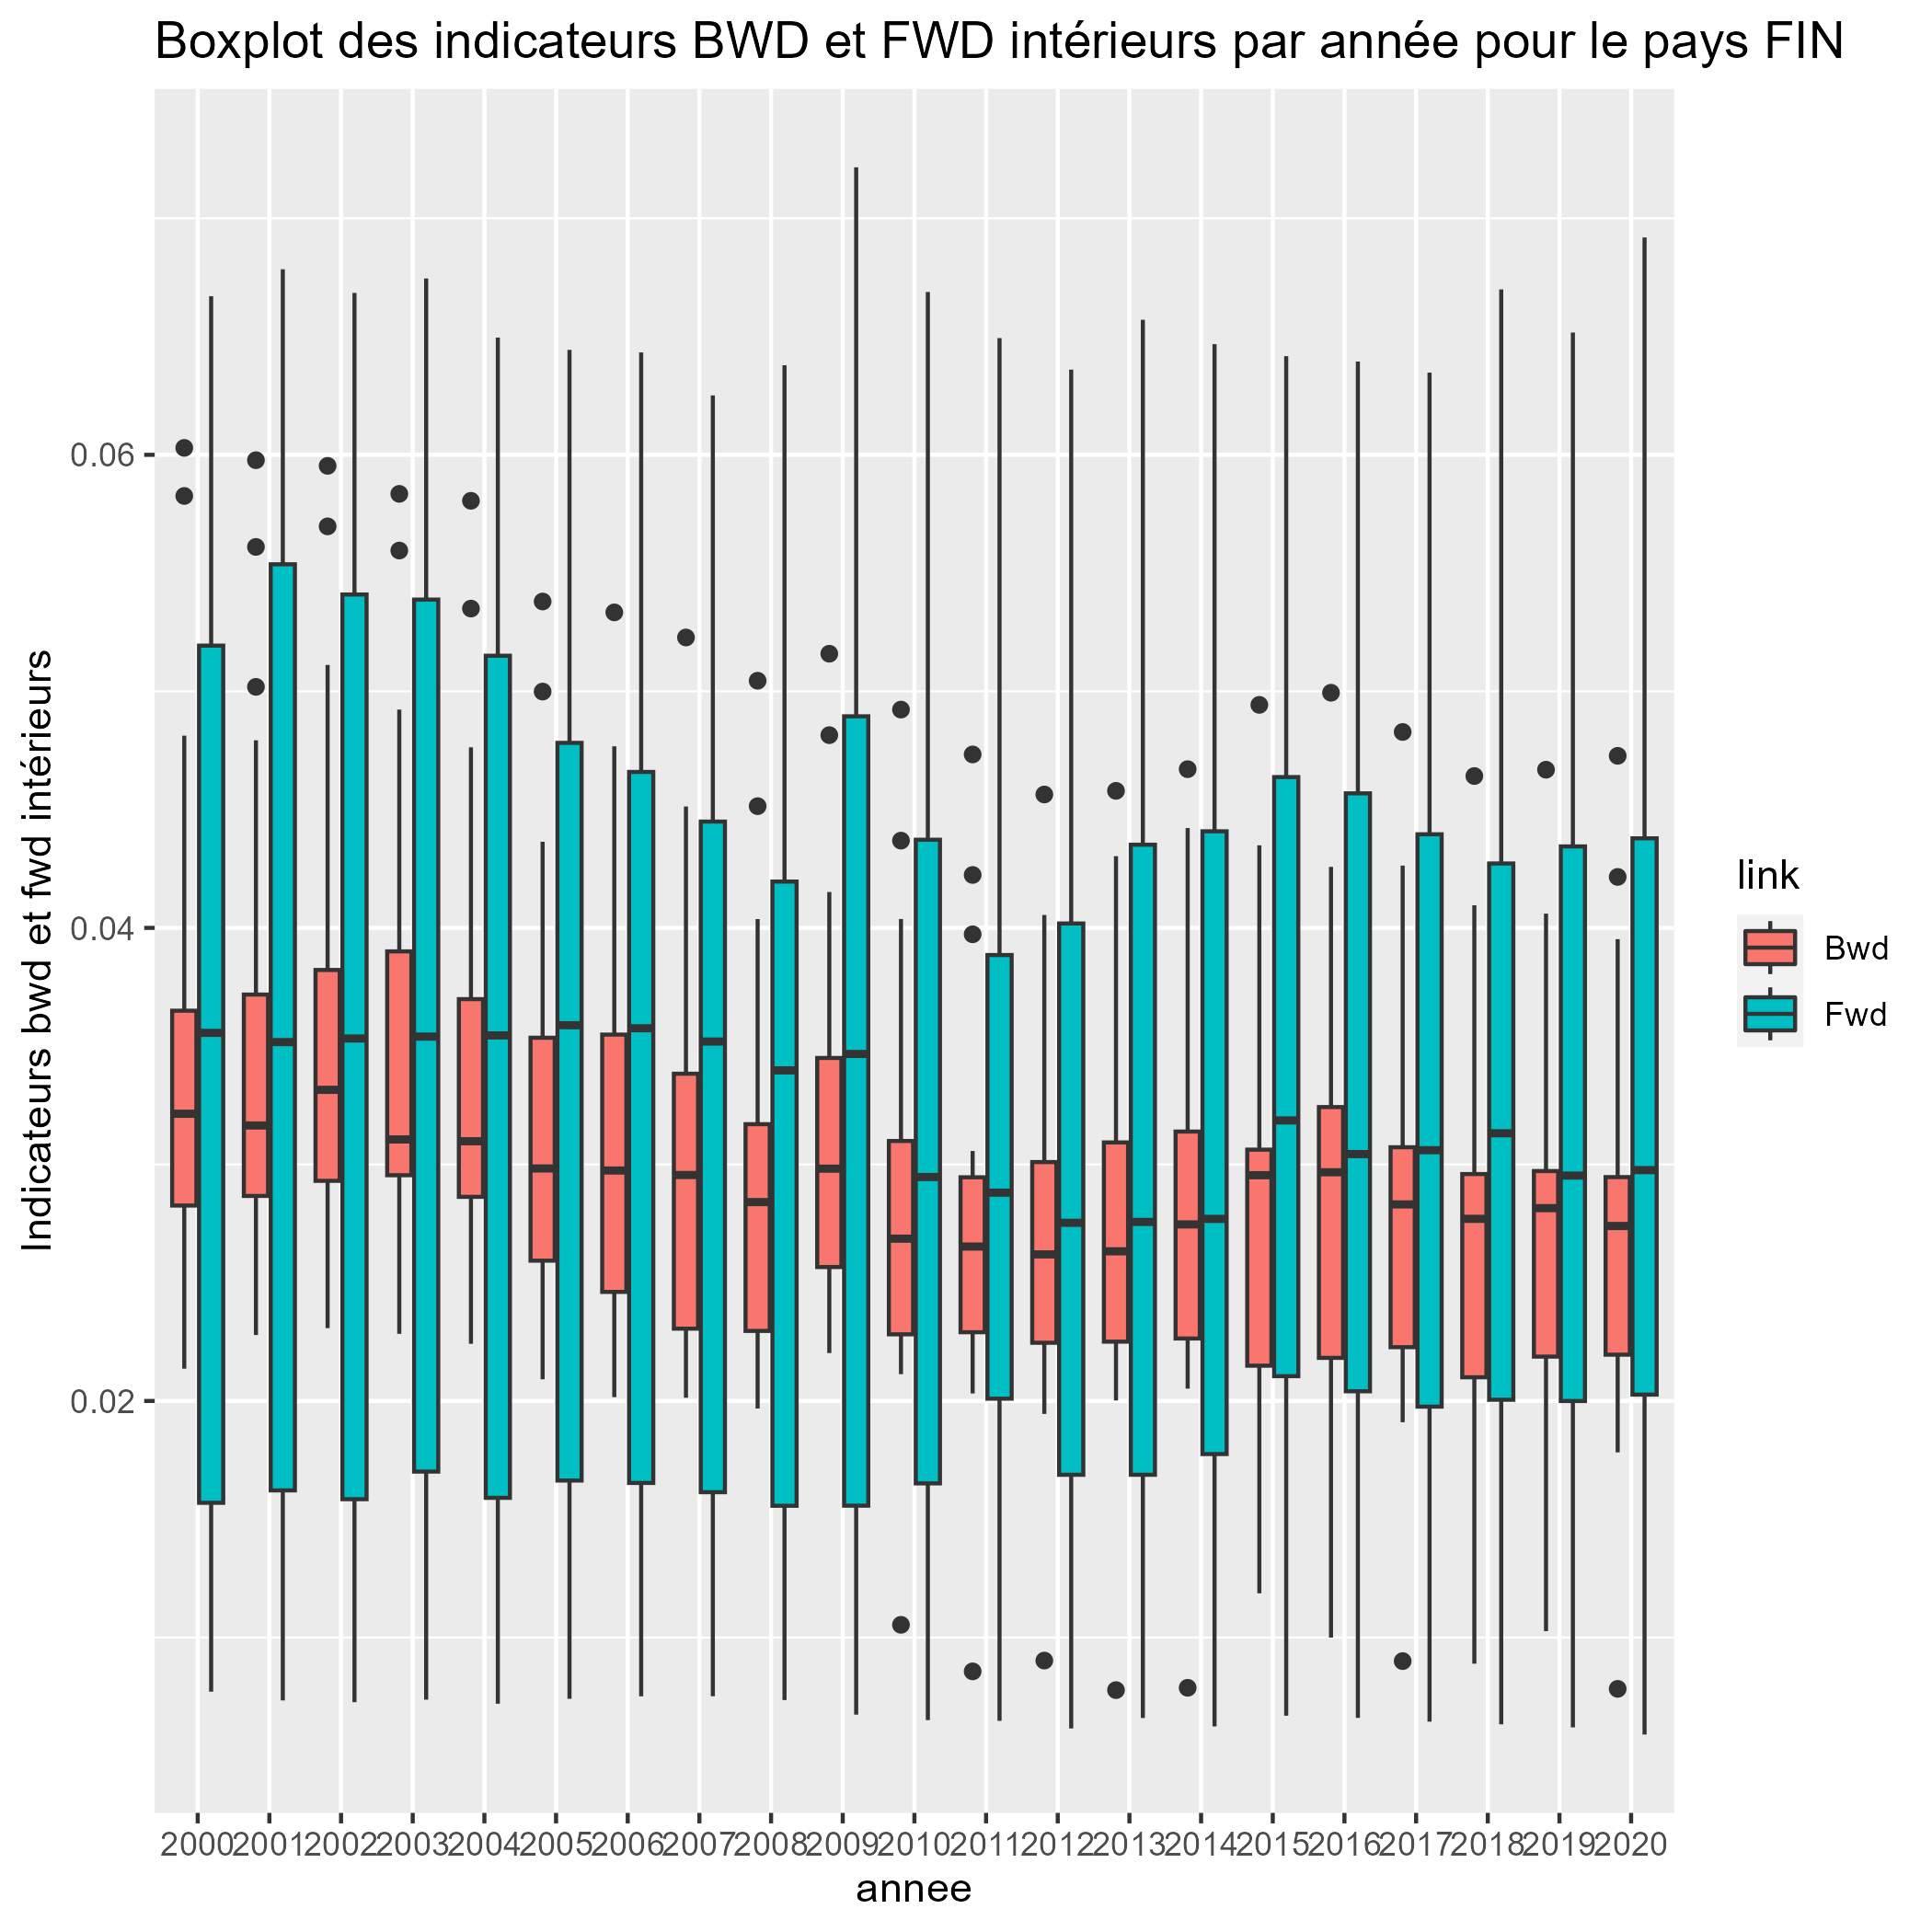 Boxplot des indicateurs BWD et FWD intérieurs par année pour le pays FIN
Indicateurs bwd et fwd intérieurs
0.06
0.04
0.02
link
Bwd
Fwd
2000 2001 2002 2003 2004 2005 2006 2007 2008 2009 2010 2011 2012 2013 2014 2015 2016 2017 2018 2019 2020
annee